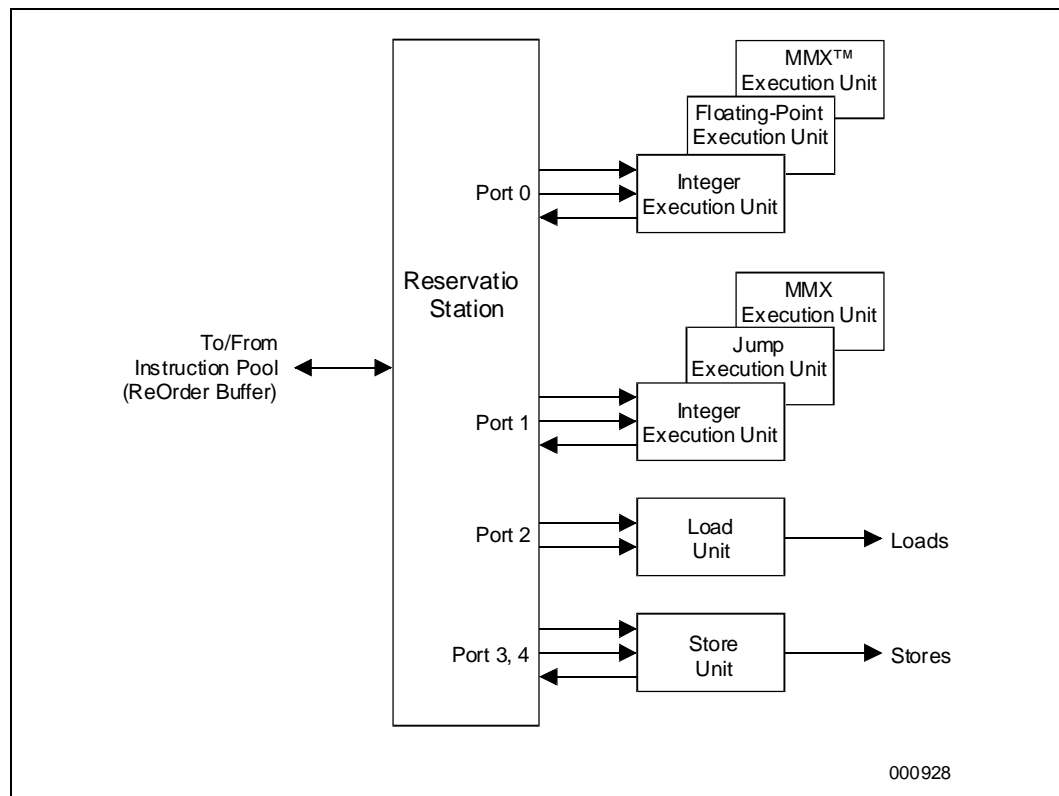 MMX™
Execution Unit
Floating-Point
Execution Unit
Port 0
Integer
Execution Unit
Reservatio
Station
MMX
Execution Unit
Jump
Execution Unit
To/From
Instruction Pool
(ReOrder Buffer)
Port 1
Integer
Execution Unit
Port 2
Load
Unit
Loads
Port 3, 4
Store
Unit
Stores
000928